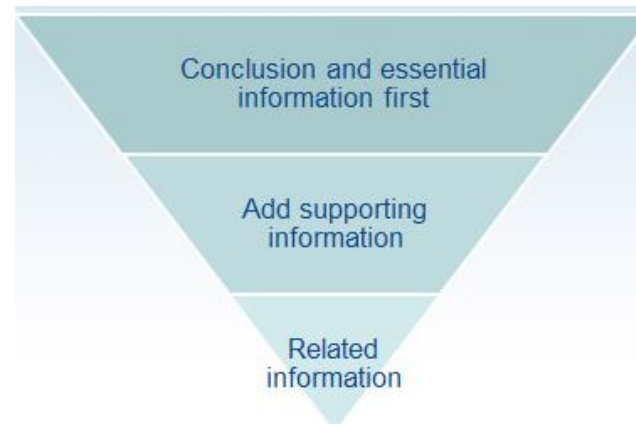 Conclusion and essential
information first
Add supporting
information
Related
information